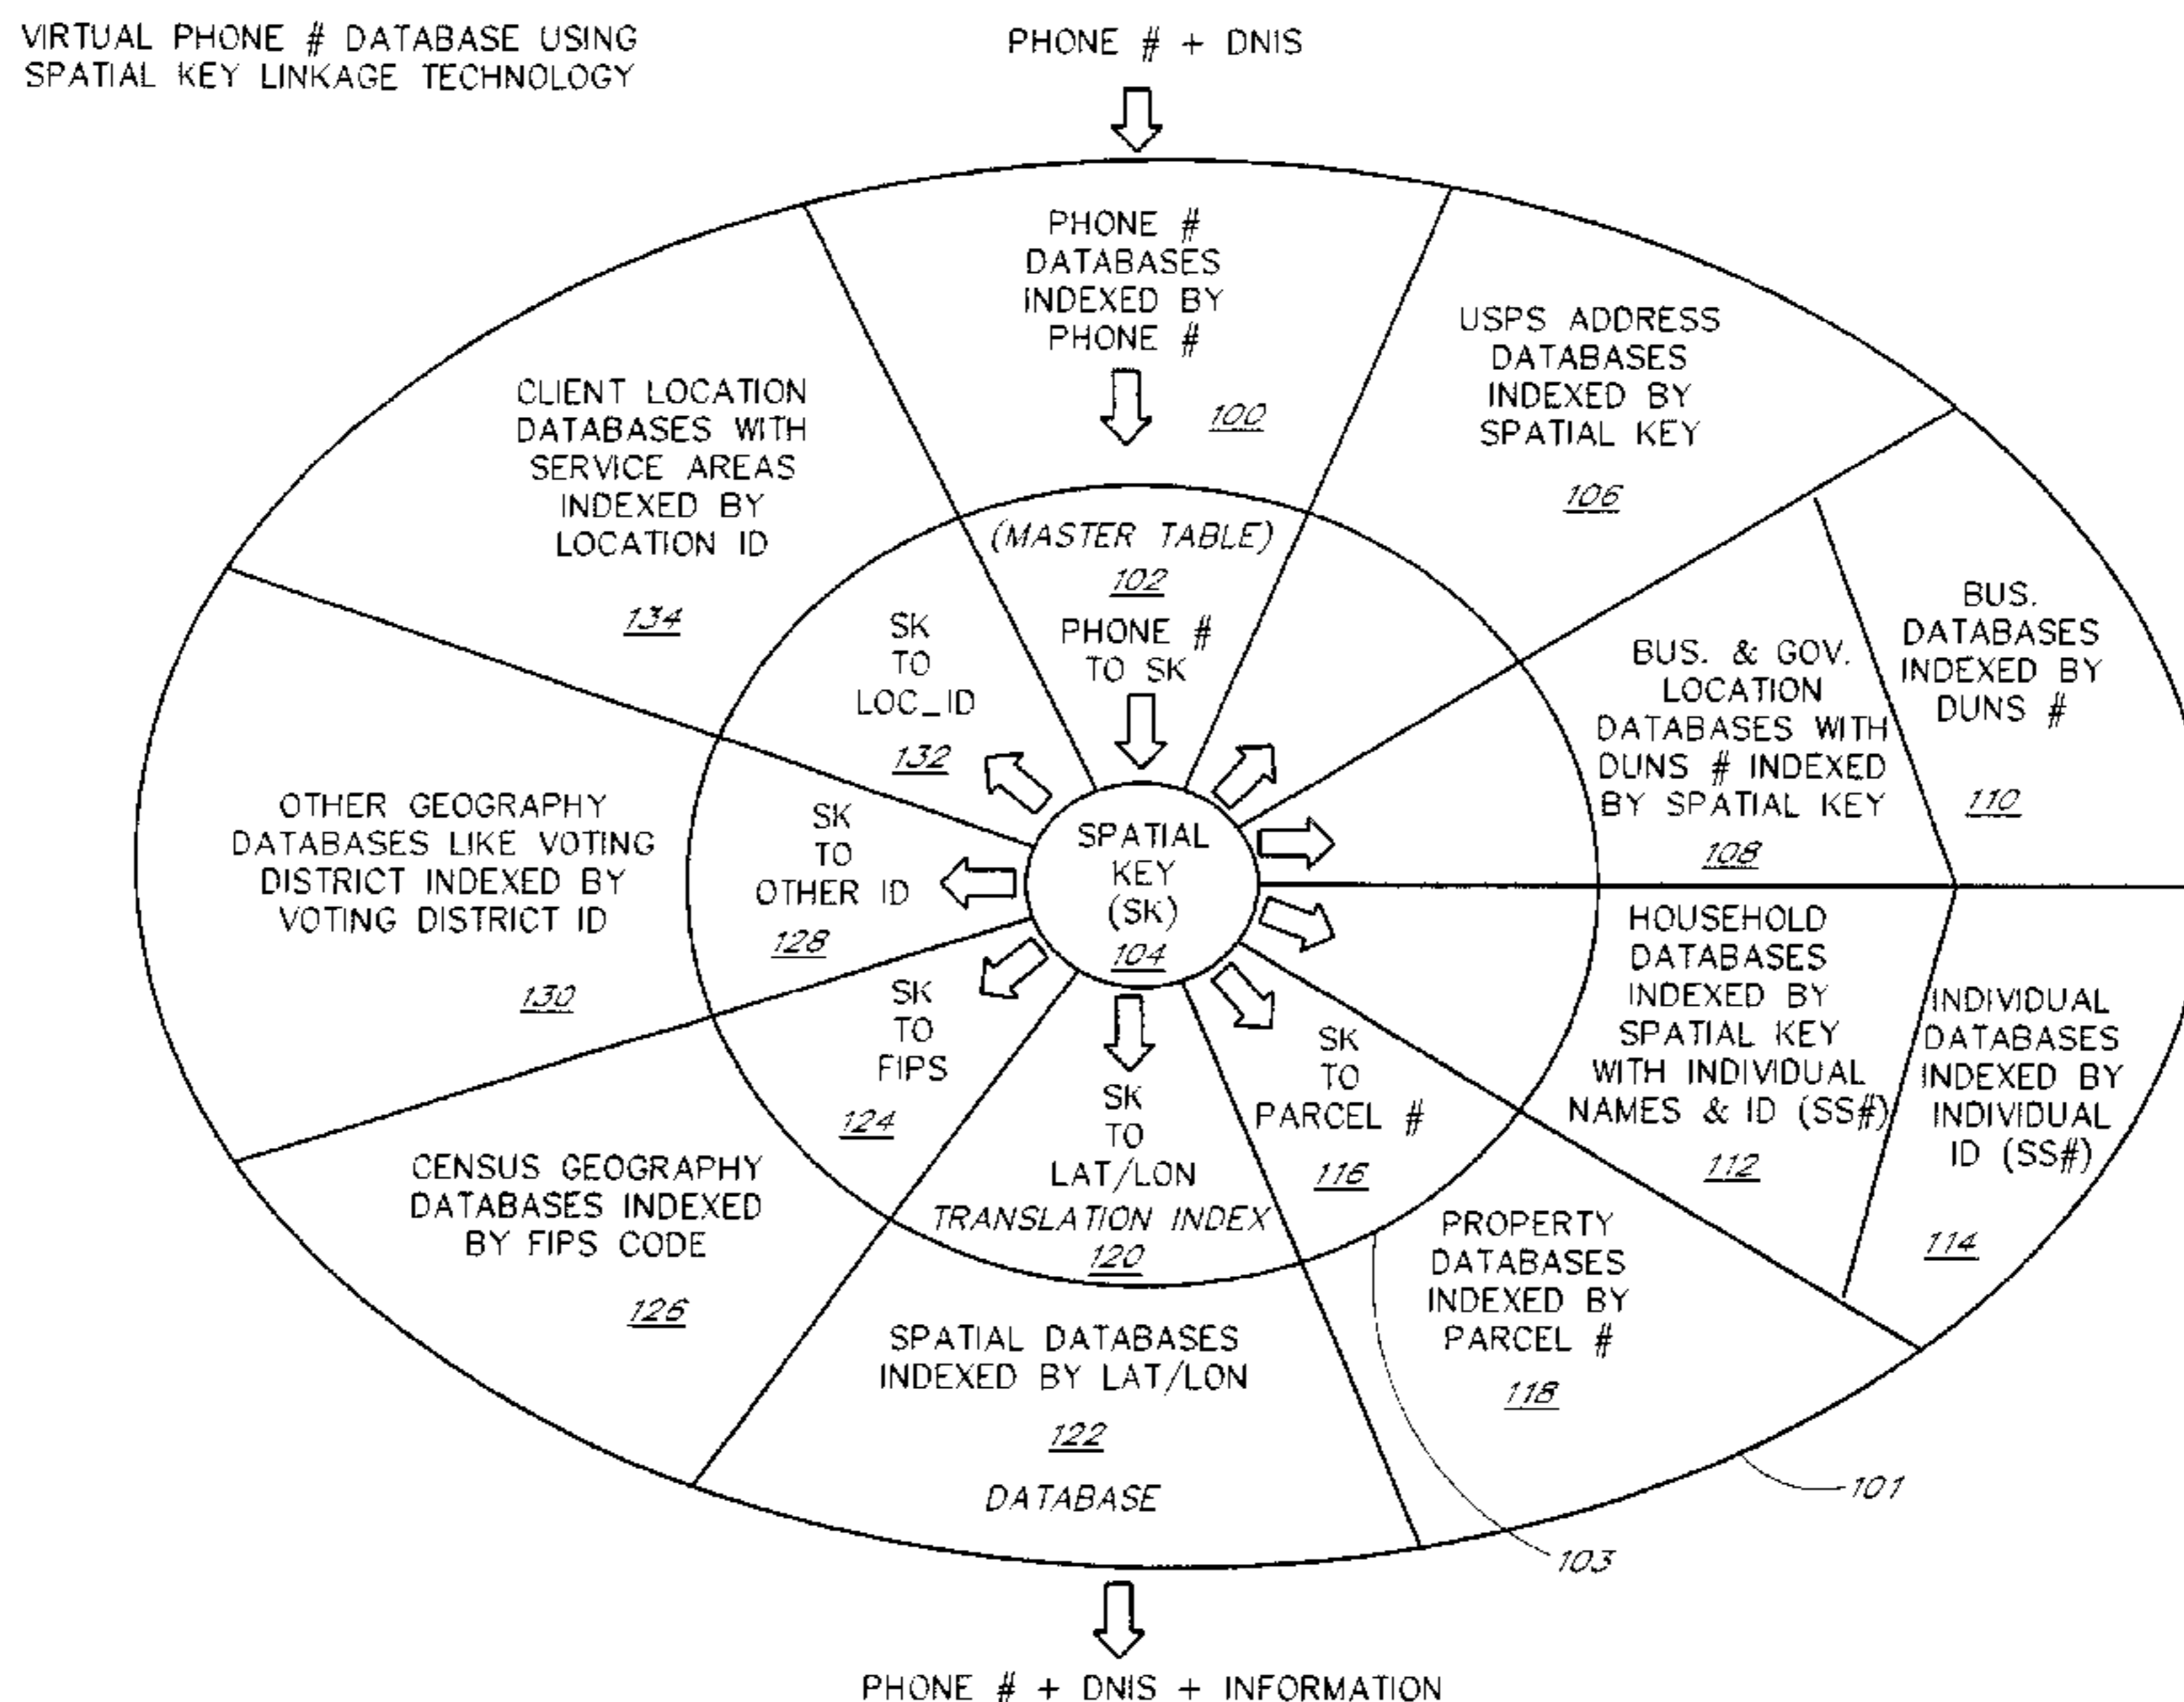 VIRTUAL PHONE # DATABASE USING
SPATIAL KEY LINKAGE TECHNOLOGY
PHONE # + DNIS
PHONE #
DATABASES
INDEXED BY
PHONE #
100
USPS ADDRESS
DATABASES
INDEXED BY
SPATIAL KEY
106
CLIENT LOCATION
DATABASES WITH
SERVICE AREAS
INDEXED BY
LOCATION ID
134
(MASTER TABLE)
102
PHONE #
TO SK
SK
TO
LOC_ID
132
BUS. & GOV.
LOCATION
DATABASES WITH
DUNS # INDEXED
BY SPATIAL KEY
108
BUS.
DATABASES
INDEXED BY
DUNS #
110
OTHER GEOGRAPHY
DATABASES LIKE VOTING
DISTRICT INDEXED BY
VOTING DISTRICT ID
130
SK
TO
OTHER ID
128
SPATIAL
KEY
(SK)
104
HOUSEHOLD
DATABASES
INDEXED BY
SPATIAL KEY
WITH INDIVIDUAL
NAMES & ID (SS#)
112
INDIVIDUAL
DATABASES
INDEXED BY
INDIVIDUAL
ID (SS#)
114
SK
TO
FIPS
124
SK
TO
LAT/LON
TRANSLATION INDEX
120
SK
TO
PARCEL #
116
CENSUS GEOGRAPHY
DATABASES INDEXED
BY FIPS CODE
126
PROPERTY
DATABASES
INDEXED BY
PARCEL #
118
SPATIAL DATABASES
INDEXED BY LAT/LON
122
DATABASE
101
103
PHONE # + DNIS + INFORMATION